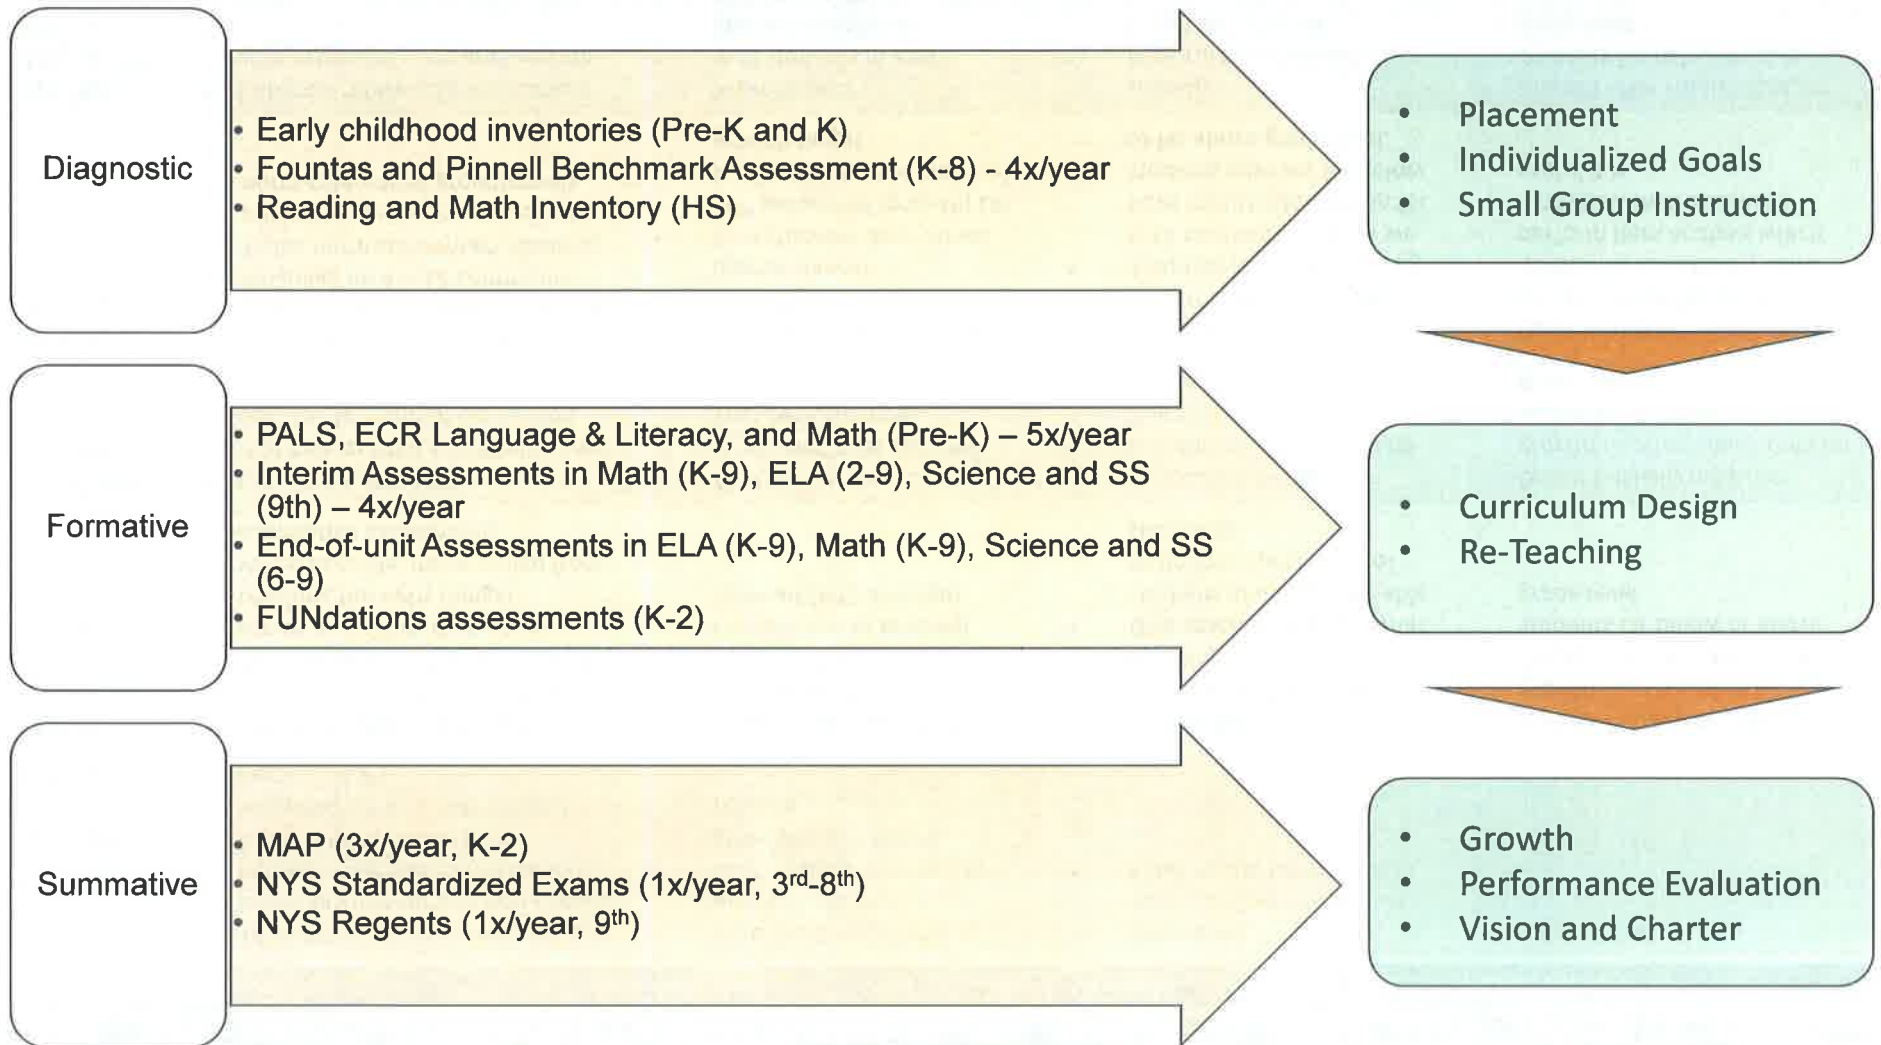 Diagnostic
• Early childhood inventories (Pre-K and K)
• Fountas and Pinnell Benchmark Assessment (K-8) - 4x/year
• Reading and Math Inventory (HS)
• Placement
• Individualized Goals
• Small Group Instruction
Formative
• PALS, ECR Language & Literacy, and Math (Pre-K) – 5x/year
• Interim Assessments in Math (K-9), ELA (2-9), Science and SS
(9th) – 4x/year
• End-of-unit Assessments in ELA (K-9), Math (K-9), Science and SS
(6-9)
• FUNdations assessments (K-2)
• Curriculum Design
• Re-Teaching
Summative
• MAP (3x/year, K-2)
• NYS Standardized Exams (1x/year, 3rd-8th)
• NYS Regents (1x/year, 9th)
• Growth
• Performance Evaluation
• Vision and Charter